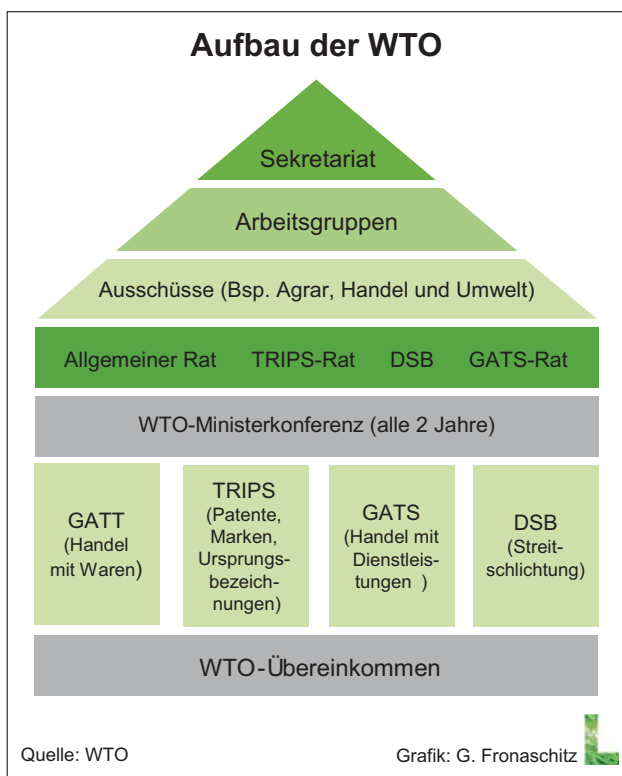 Aufbau der WTO
Sekretariat
Arbeitsgruppen
Ausschüsse (Bsp. Agrar, Handel und Umwelt)
Allgemeiner Rat TRIPS-Rat DSB GATS-Rat
WTO-Ministerkonferenz (alle 2 Jahre)
GATT
(Handel
mit Waren)
TRIPS
(Patente,
Marken,
Ursprungs-
bezeich-
nungen)
GATS
(Handel mit
Dienstleis-
tungen )
DSB
(Streit-
schlichtung)
WTO-Übereinkommen
Quelle: WTO
Grafik: G. Fronaschitz
L